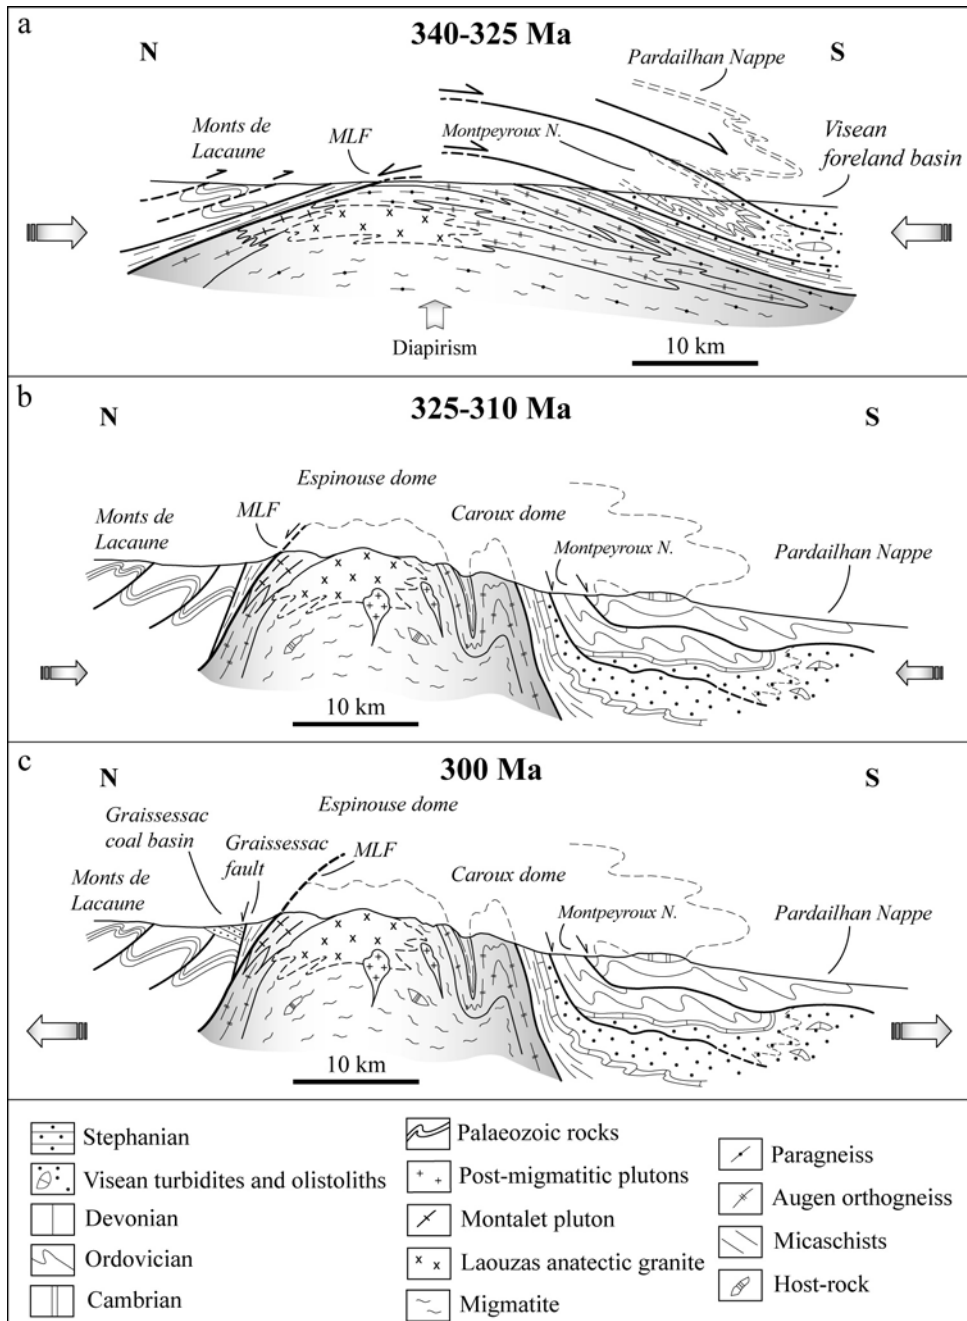 a
340-325 Ma
N
S
Pardailhan Nappe
Monts de
Lacaune
MLF
Montpeyroux N.
Visean
foreland basin
Diapirism
10 km
b
325-310 Ma
N
S
Espinouse dome
Monts de
Lacaune
MLF
Caroux dome
Montpeyroux N.
Pardailhan Nappe
10 km
c
300 Ma
N
S
Graissessac
coal basin
Espinouse dome
Graissessac
fault
MLF
Monts de
Lacaune
Caroux dome
Montpeyroux N.
Pardailhan Nappe
10 km
Stephanian
Visean turbidites and olistoliths
Devonian
Ordovician
Cambrian
Palaeozoic rocks
Post-migmatitic plutons
Montalet pluton
Laouzas anatectic granite
Migmatite
Paragneiss
Augen orthogneiss
Micaschists
Host-rock